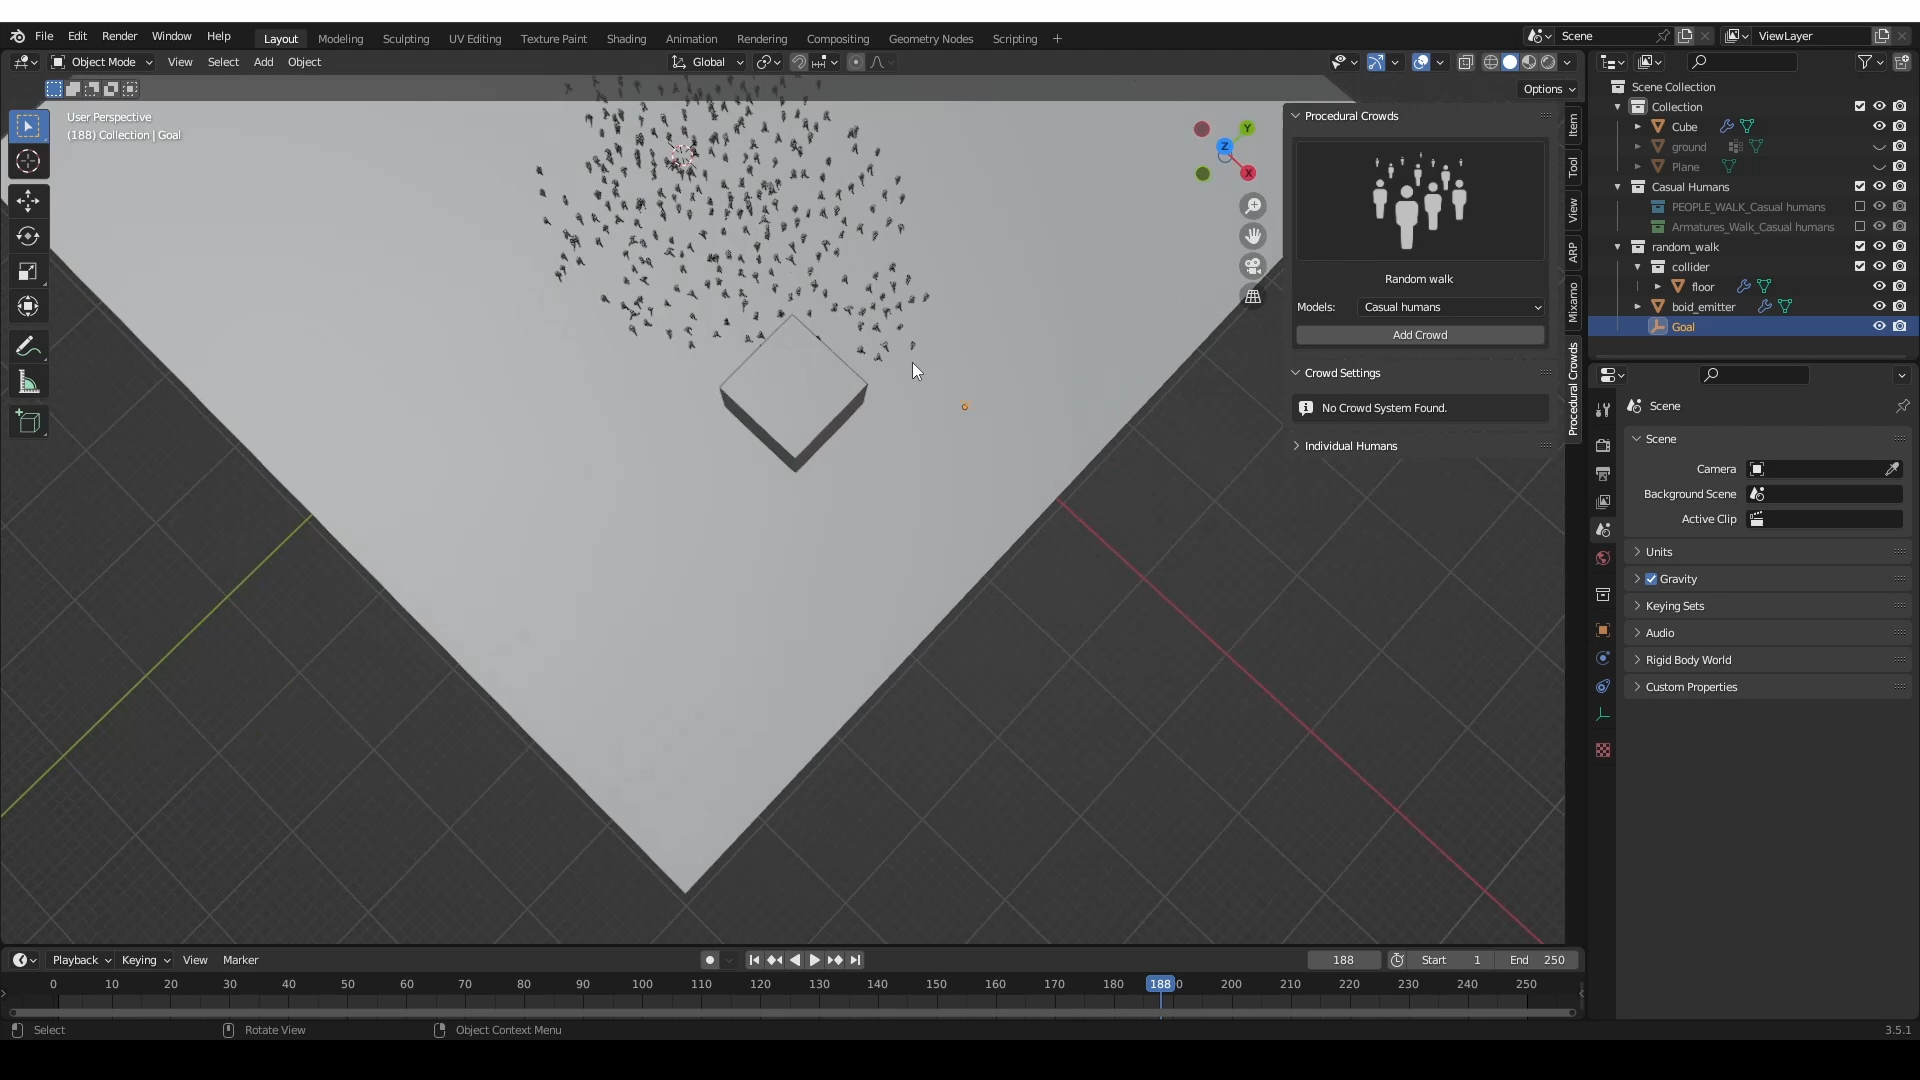 File Edit Render Window Help Layout Modeling Sculpting UV Editing Texture Paint Shading Animation Rendering Compositing Geometry Nodes Scripting + Scene ViewLayer
Object Mode View Select Add Object Global
Options
User Perspective
(188) Collection | Goal
Y
Z
X
Procedural Crowds
Random walk
Models: Casual humans
Add Crowd
Crowd Settings
No Crowd System Found.
Individual Humans
Item
Tool
View
ARP
Mixamo
Procedural Crowds
Scene Collection
Collection
Cube
ground
Plane
Casual Humans
PEOPLE_WALK_Casual humans
Armatures_Walk_Casual humans
random_walk
collider
floor
boid_emitter
Goal
Scene
Scene
Camera
Background Scene
Active Clip
Units
Gravity
Keying Sets
Audio
Rigid Body World
Custom Properties
Playback Keying View Marker 188 Start 1 End 250
0 10 20 30 40 50 60 70 80 90 100 110 120 130 140 150 160 170 180 188 0 200 210 220 230 240 250
Select Rotate View Object Context Menu 3.5.1